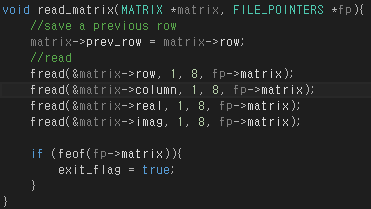 void read_matrix(MATRIX *matrix, FILE_POINTERS *fp){
    //save a previous row
    matrix->prev_row = matrix->row;
    //read
    fread(&matrix->row, 1, 8, fp->matrix);
    fread(&matrix->column, 1, 8, fp->matrix);
    fread(&matrix->real, 1, 8, fp->matrix);
    fread(&matrix->imag, 1, 8, fp->matrix);

    if (feof(fp->matrix)){
        exit_flag = true;
    }
}